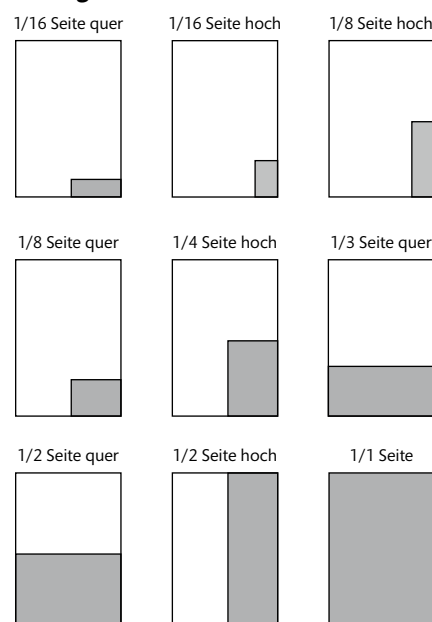 1/16 Seite quer
1/16 Seite hoch
1/8 Seite hoch
1/8 Seite quer
1/4 Seite hoch
1/3 Seite quer
1/2 Seite quer
1/2 Seite hoch
1/1 Seite